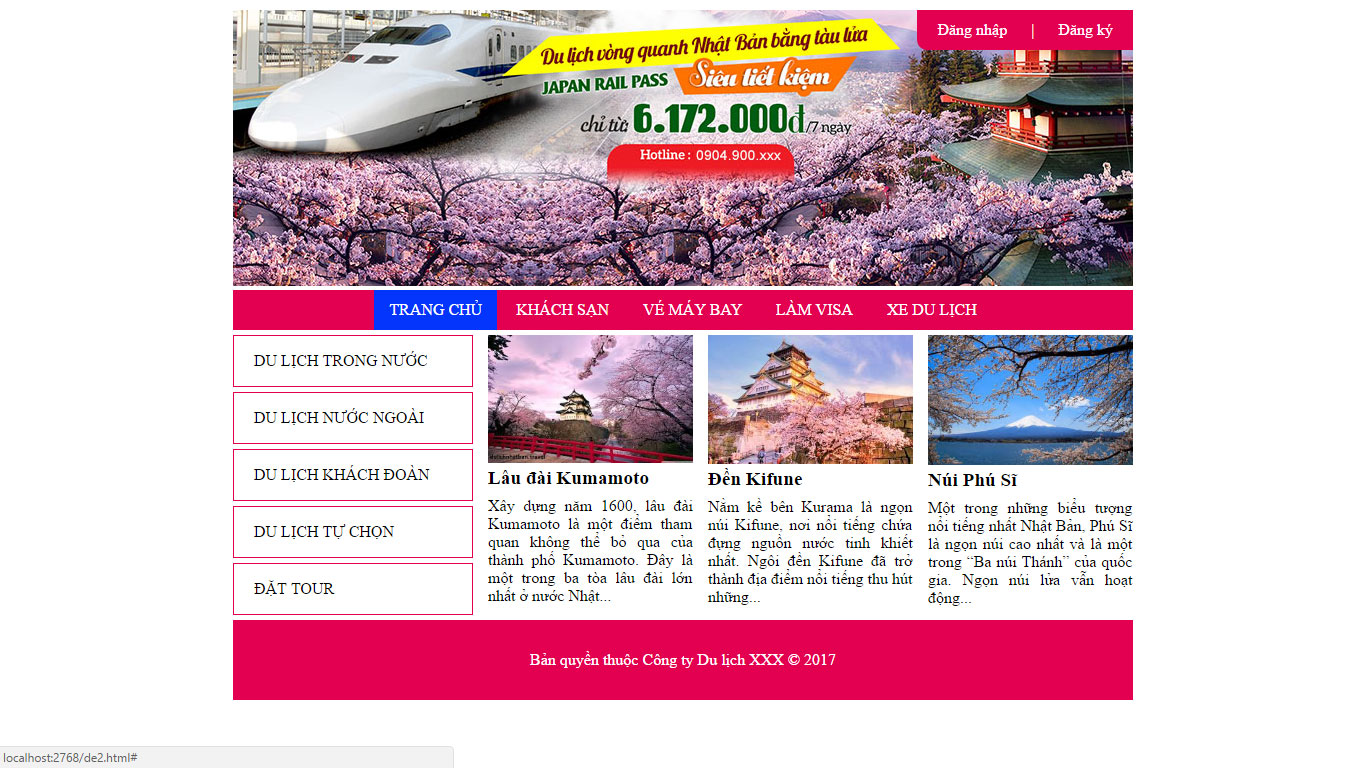 Đăng nhập | Đăng ký
Du lịch vòng quanh Nhật Bản bằng tàu lửa
JAPAN RAIL PASS Siêu tiết kiệm
chỉ từ: 6.172.000đ/7 ngày
Hotline : 0904.900.xxx
TRANG CHỦ KHÁCH SẠN VÉ MÁY BAY LÀM VISA XE DU LỊCH
DU LỊCH TRONG NƯỚC
DU LỊCH NƯỚC NGOÀI
DU LỊCH KHÁCH ĐOÀN
DU LỊCH TỰ CHỌN
ĐẶT TOUR
Lâu đài Kumamoto
Xây dựng năm 1600, lâu đài
Kumamoto là một điểm tham
quan không thể bỏ qua của
thành phố Kumamoto. Đây là
một trong ba tòa lâu đài lớn
nhất ở nước Nhật...
Đền Kifune
Nằm kề bên Kurama là ngọn
núi Kifune, nơi nổi tiếng chứa
đựng nguồn nước tinh khiết
nhất. Ngôi đền Kifune đã trở
thành địa điểm nổi tiếng thu hút
những...
Núi Phú Sĩ
Một trong những biểu tượng
nổi tiếng nhất Nhật Bản, Phú Sĩ
là ngọn núi cao nhất và là một
trong “Ba núi Thánh” của quốc
gia. Ngọn núi lửa vẫn hoạt
động...
Bản quyền thuộc Công ty Du lịch XXX © 2017
localhost:2768/de2.html#